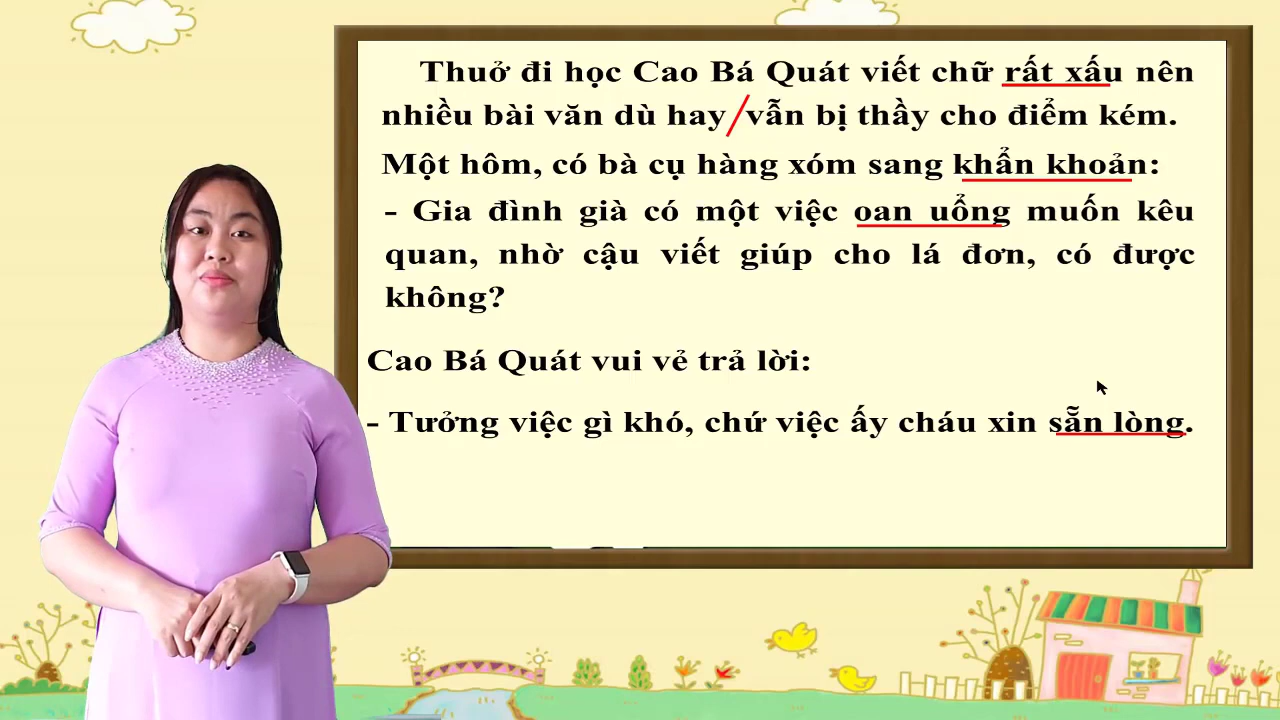 Thuở đi học Cao Bá Quát viết chữ rất xấu nên
nhiều bài văn dù hay/vẫn bị thầy cho điểm kém.
Một hôm, có bà cụ hàng xóm sang khẩn khoản:
- Gia đình già có một việc oan uổng muốn kêu
quan, nhờ cậu viết giúp cho lá đơn, có được
không?
Cao Bá Quát vui vẻ trả lời:
- Tưởng việc gì khó, chứ việc ấy cháu xin sẵn lòng.